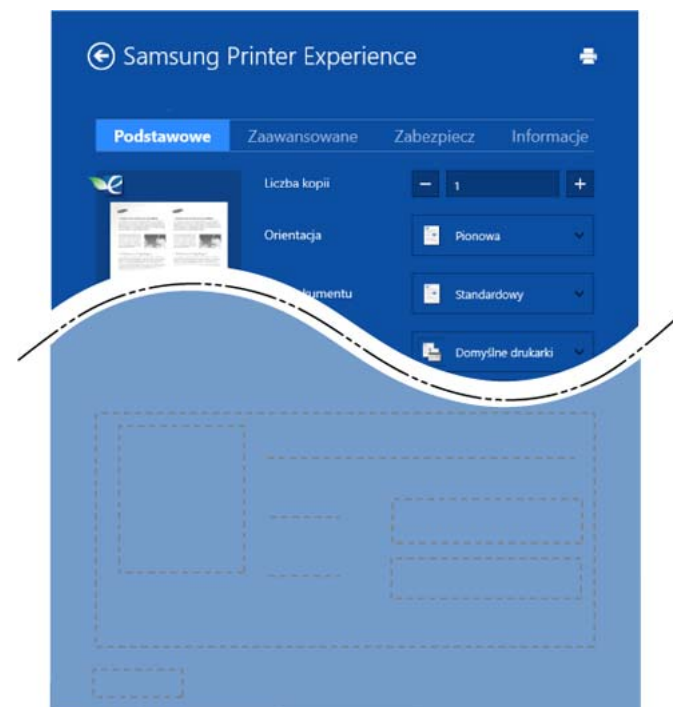 Samsung Printer Experience
Podstawowe Zaawansowane Zabezpiecz Informacje
Liczba kopii 1
Orientacja Pionowa
Standardowy
Domyślne drukarki